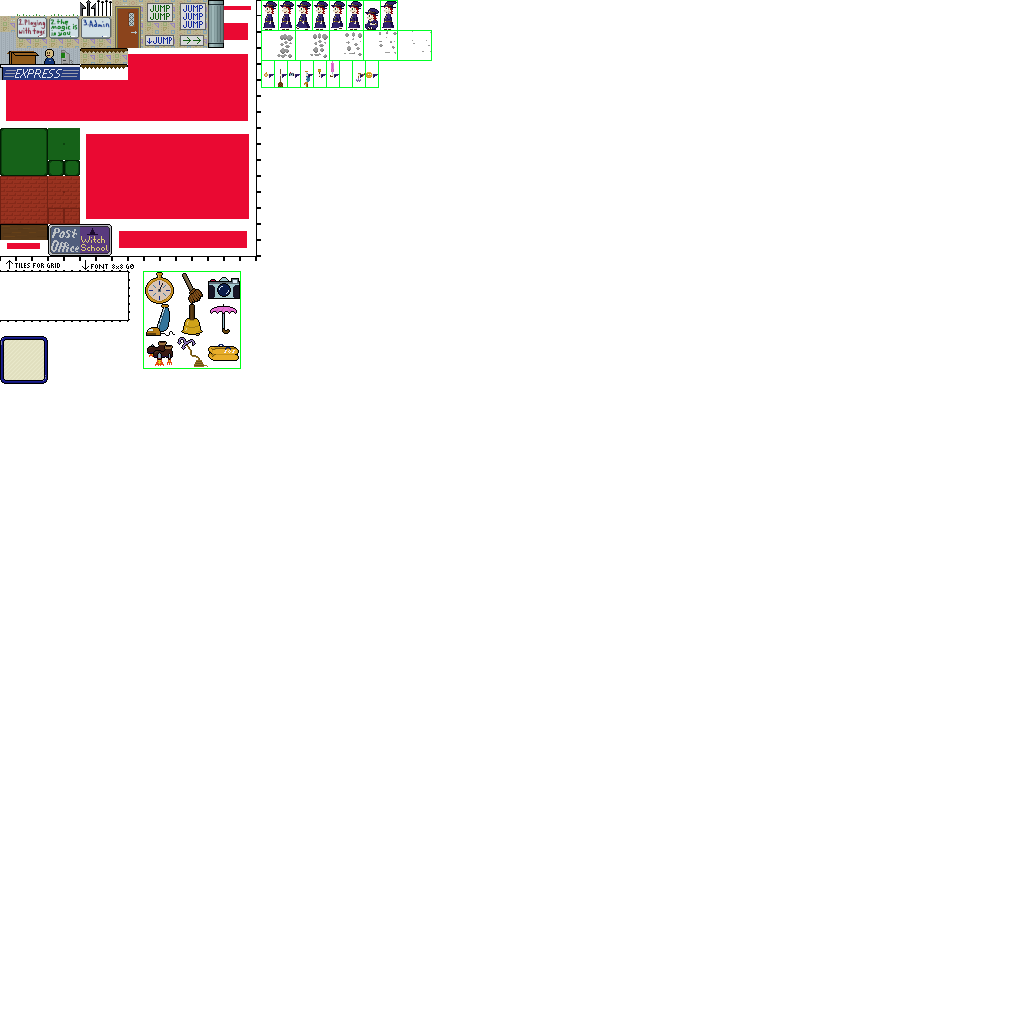 1. Playing
with toys
2. the
magic is
in you
3. Admin
JUMP
JUMP
JUMP
JUMP
JUMP
↓JUMP
→→
EXPRESS
Post
Office
Witch
School
↑TILES FOR GRID
↓FONT 8x8 GO